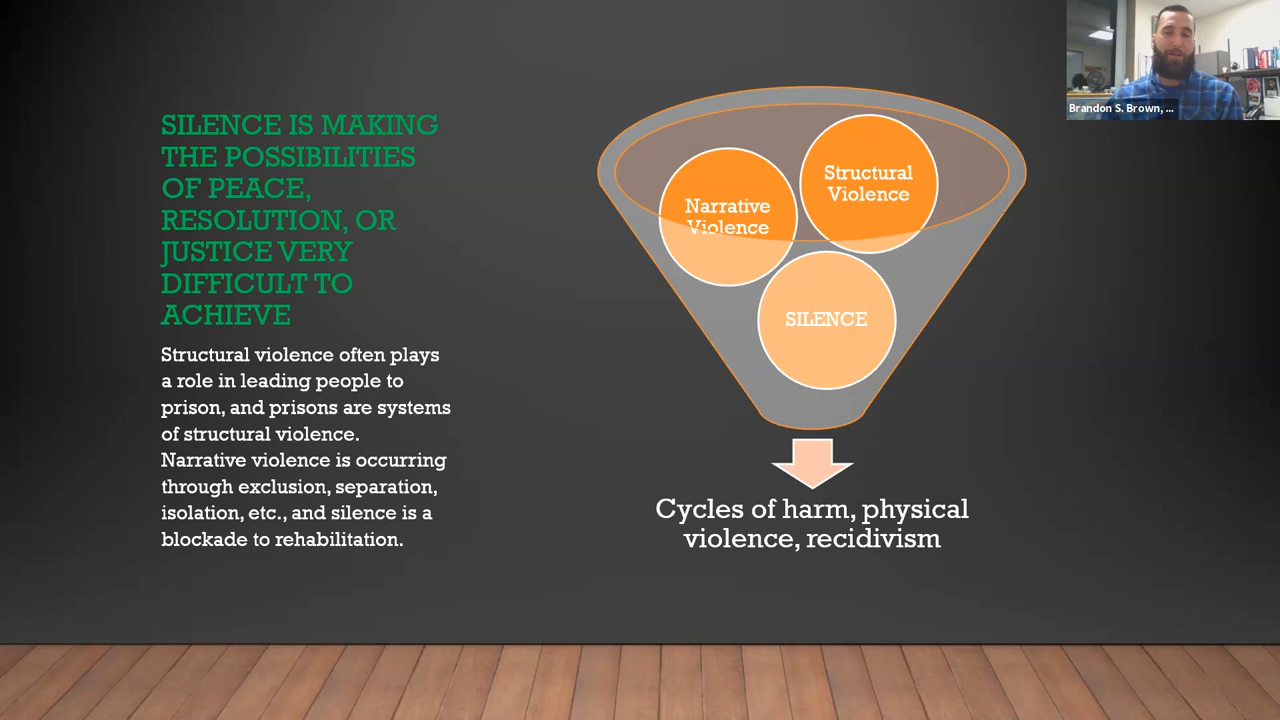 SILENCE IS MAKING
THE POSSIBILITIES
OF PEACE,
RESOLUTION, OR
JUSTICE VERY
DIFFICULT TO
ACHIEVE
Structural violence often plays
a role in leading people to
prison, and prisons are systems
of structural violence.
Narrative violence is occurring
through exclusion, separation,
isolation, etc., and silence is a
blockade to rehabilitation.
Structural
Violence
Narrative
Violence
SILENCE
Cycles of harm, physical
violence, recidivism
Brandon S. Brown, ...